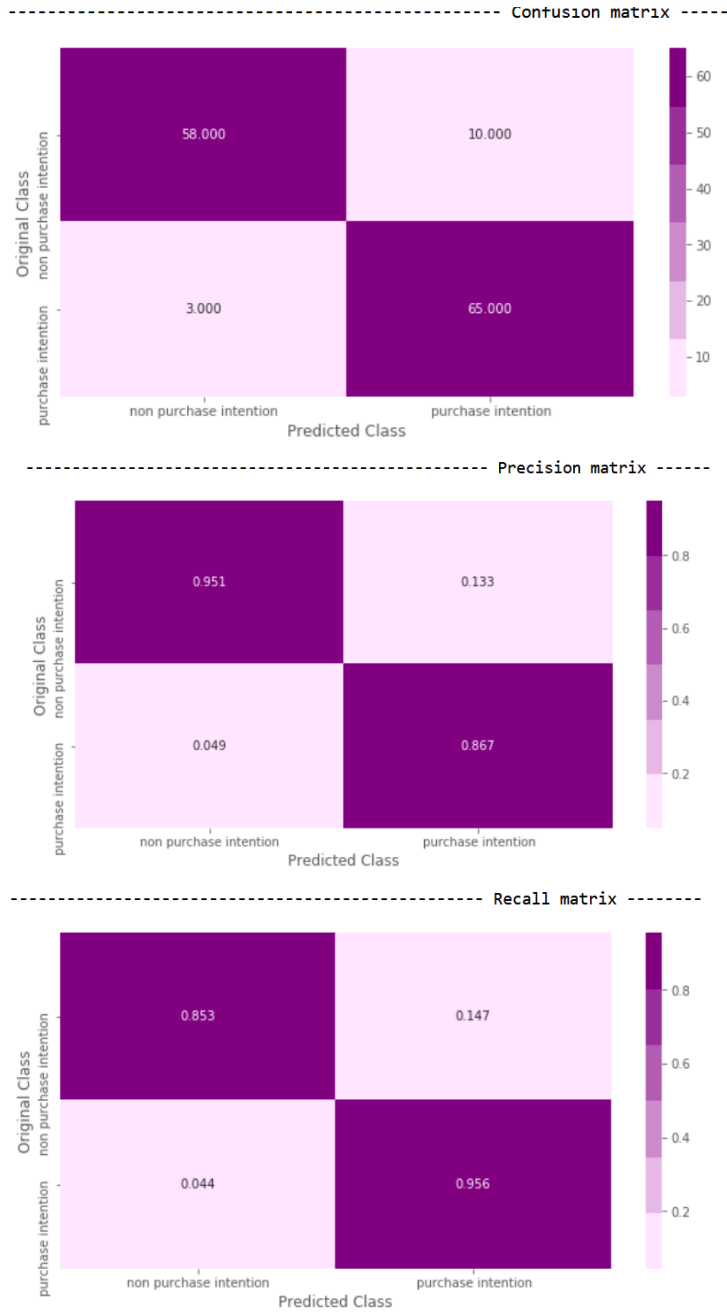 ------------------------------------------------------ Confusion matrix -----
58.000 10.000
3.000 65.000
Original Class
non purchase intention
purchase intention
non purchase intention purchase intention
Predicted Class
60
50
40
30
20
10
-------------------------------------------------- Precision matrix ------
0.951 0.133
0.049 0.867
Original Class
non purchase intention
purchase intention
non purchase intention purchase intention
Predicted Class
0.8
0.6
0.4
0.2
--------------------------------------------------- Recall matrix --------
0.853 0.147
0.044 0.956
Original Class
non purchase intention
purchase intention
non purchase intention purchase intention
Predicted Class
0.8
0.6
0.4
0.2